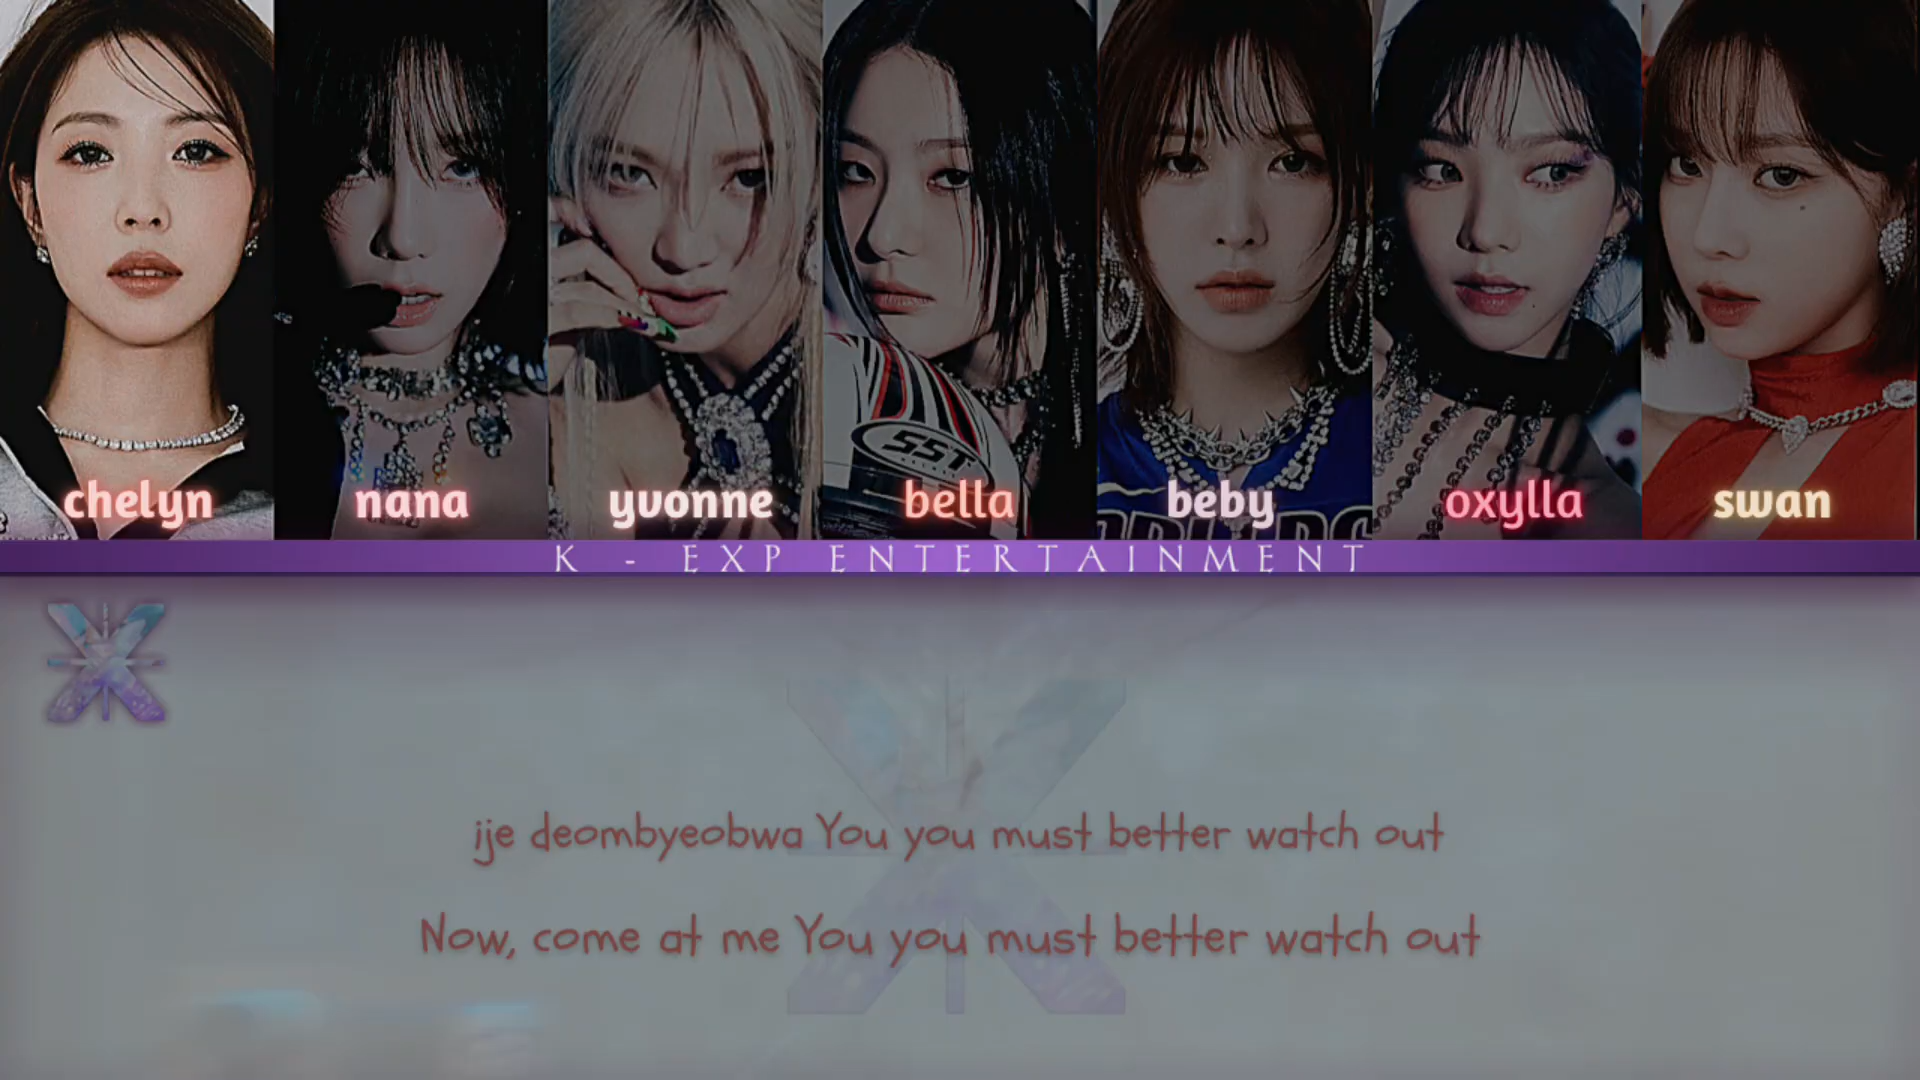 SST
chelyn
nana
yvonne
bella
beby
oxylla
swan
K - EXP ENTERTAINMENT
ije deombyeobwa You you must better watch out
Now, come at me You you must better watch out